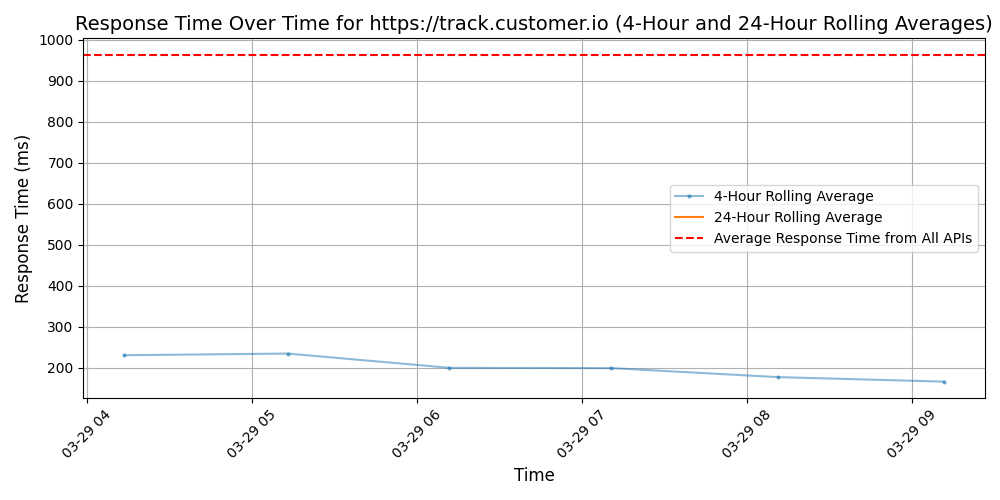 Response Time Over Time for https://track.customer.io (4-Hour and 24-Hour Rolling Averages)
1000
900
800
700
600
500
400
300
200
Response Time (ms)
4-Hour Rolling Average
24-Hour Rolling Average
Average Response Time from All APIs
03-29 04
03-29 05
03-29 06
03-29 07
03-29 08
03-29 09
Time